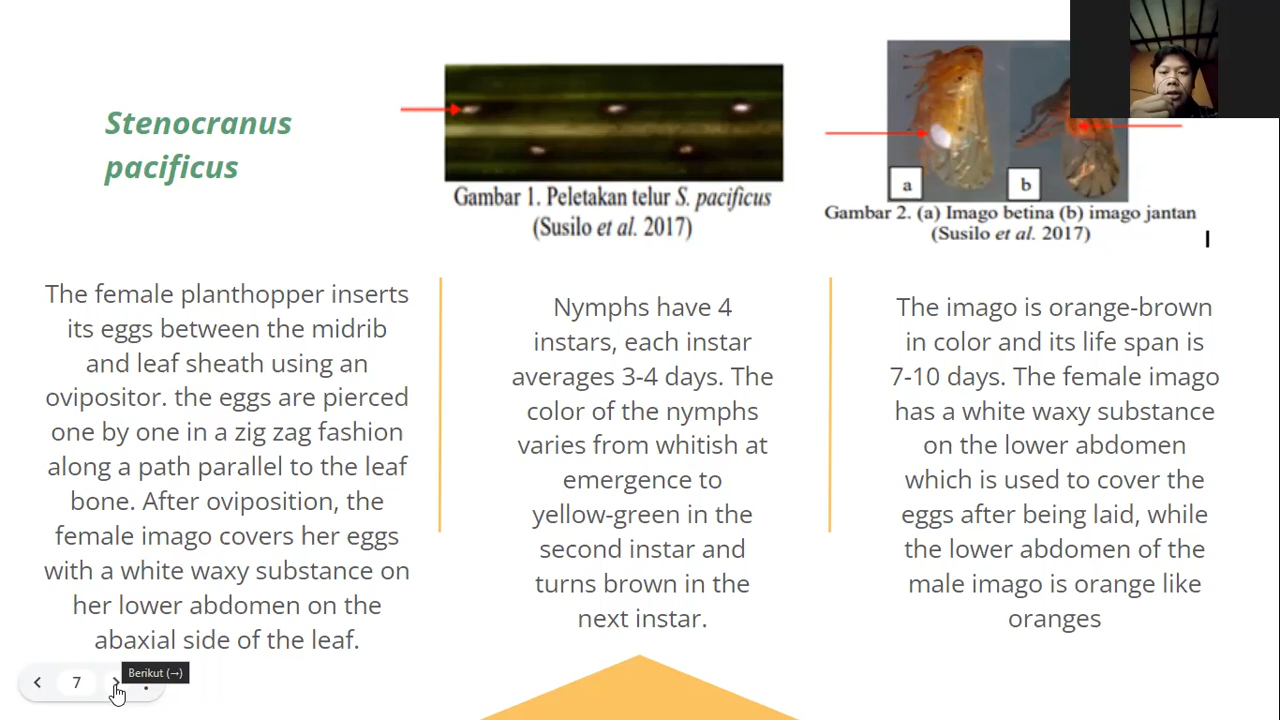 Stenocranus
pacificus
Gambar 1. Peletakan telur S. pacificus
(Susilo et al. 2017)
a
b
Gambar 2. (a) Imago betina (b) imago jantan
(Susilo et al. 2017)
The female planthopper inserts
its eggs between the midrib
and leaf sheath using an
ovipositor. the eggs are pierced
one by one in a zig zag fashion
along a path parallel to the leaf
bone. After oviposition, the
female imago covers her eggs
with a white waxy substance on
her lower abdomen on the
abaxial side of the leaf.
Nymphs have 4
instars, each instar
averages 3-4 days. The
color of the nymphs
varies from whitish at
emergence to
yellow-green in the
second instar and
turns brown in the
next instar.
The imago is orange-brown
in color and its life span is
7-10 days. The female imago
has a white waxy substance
on the lower abdomen
which is used to cover the
eggs after being laid, while
the lower abdomen of the
male imago is orange like
oranges
7
Berikut (→)